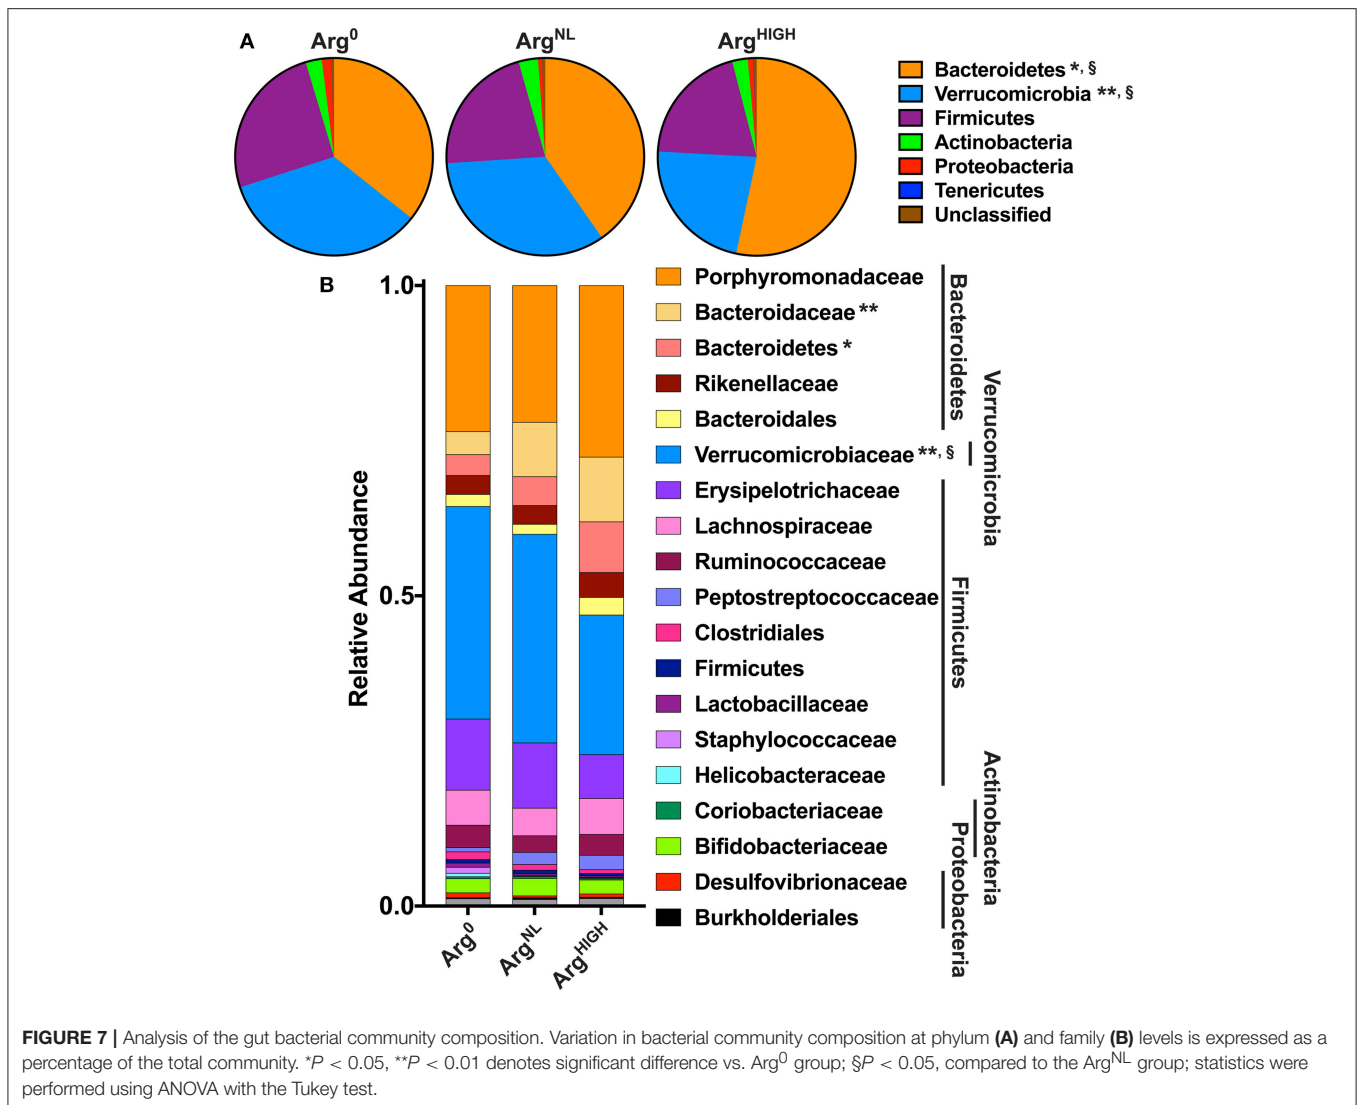 A
Arg0
ArgNL
ArgHIGH
Bacteroidetes *, §
Verrucomicrobia **, §
Firmicutes
Actinobacteria
Proteobacteria
Tenericutes
Unclassified
B
1.0
0.5
0.0
Relative Abundance
Arg0
ArgNL
ArgHIGH
Porphyromonadaceae
Bacteroidaceae **
Bacteroidetes *
Rikenellaceae
Bacteroidales
Verrucomicrobiaceae **, §
Erysipelotrichaceae
Lachnospiraceae
Ruminococcaceae
Peptostreptococcaceae
Clostridiales
Firmicutes
Lactobacillaceae
Staphylococcaceae
Helicobacteraceae
Coriobacteriaceae
Bifidobacteriaceae
Desulfovibrionaceae
Burkholderiales
Bacteroidetes
Verrucomicrobia
Firmicutes
Actinobacteria
Proteobacteria
FIGURE 7 | Analysis of the gut bacterial community composition. Variation in bacterial community composition at phylum (A) and family (B) levels is expressed as a
percentage of the total community. *P < 0.05, **P < 0.01 denotes significant difference vs. Arg0 group; §P < 0.05, compared to the ArgNL group; statistics were
performed using ANOVA with the Tukey test.